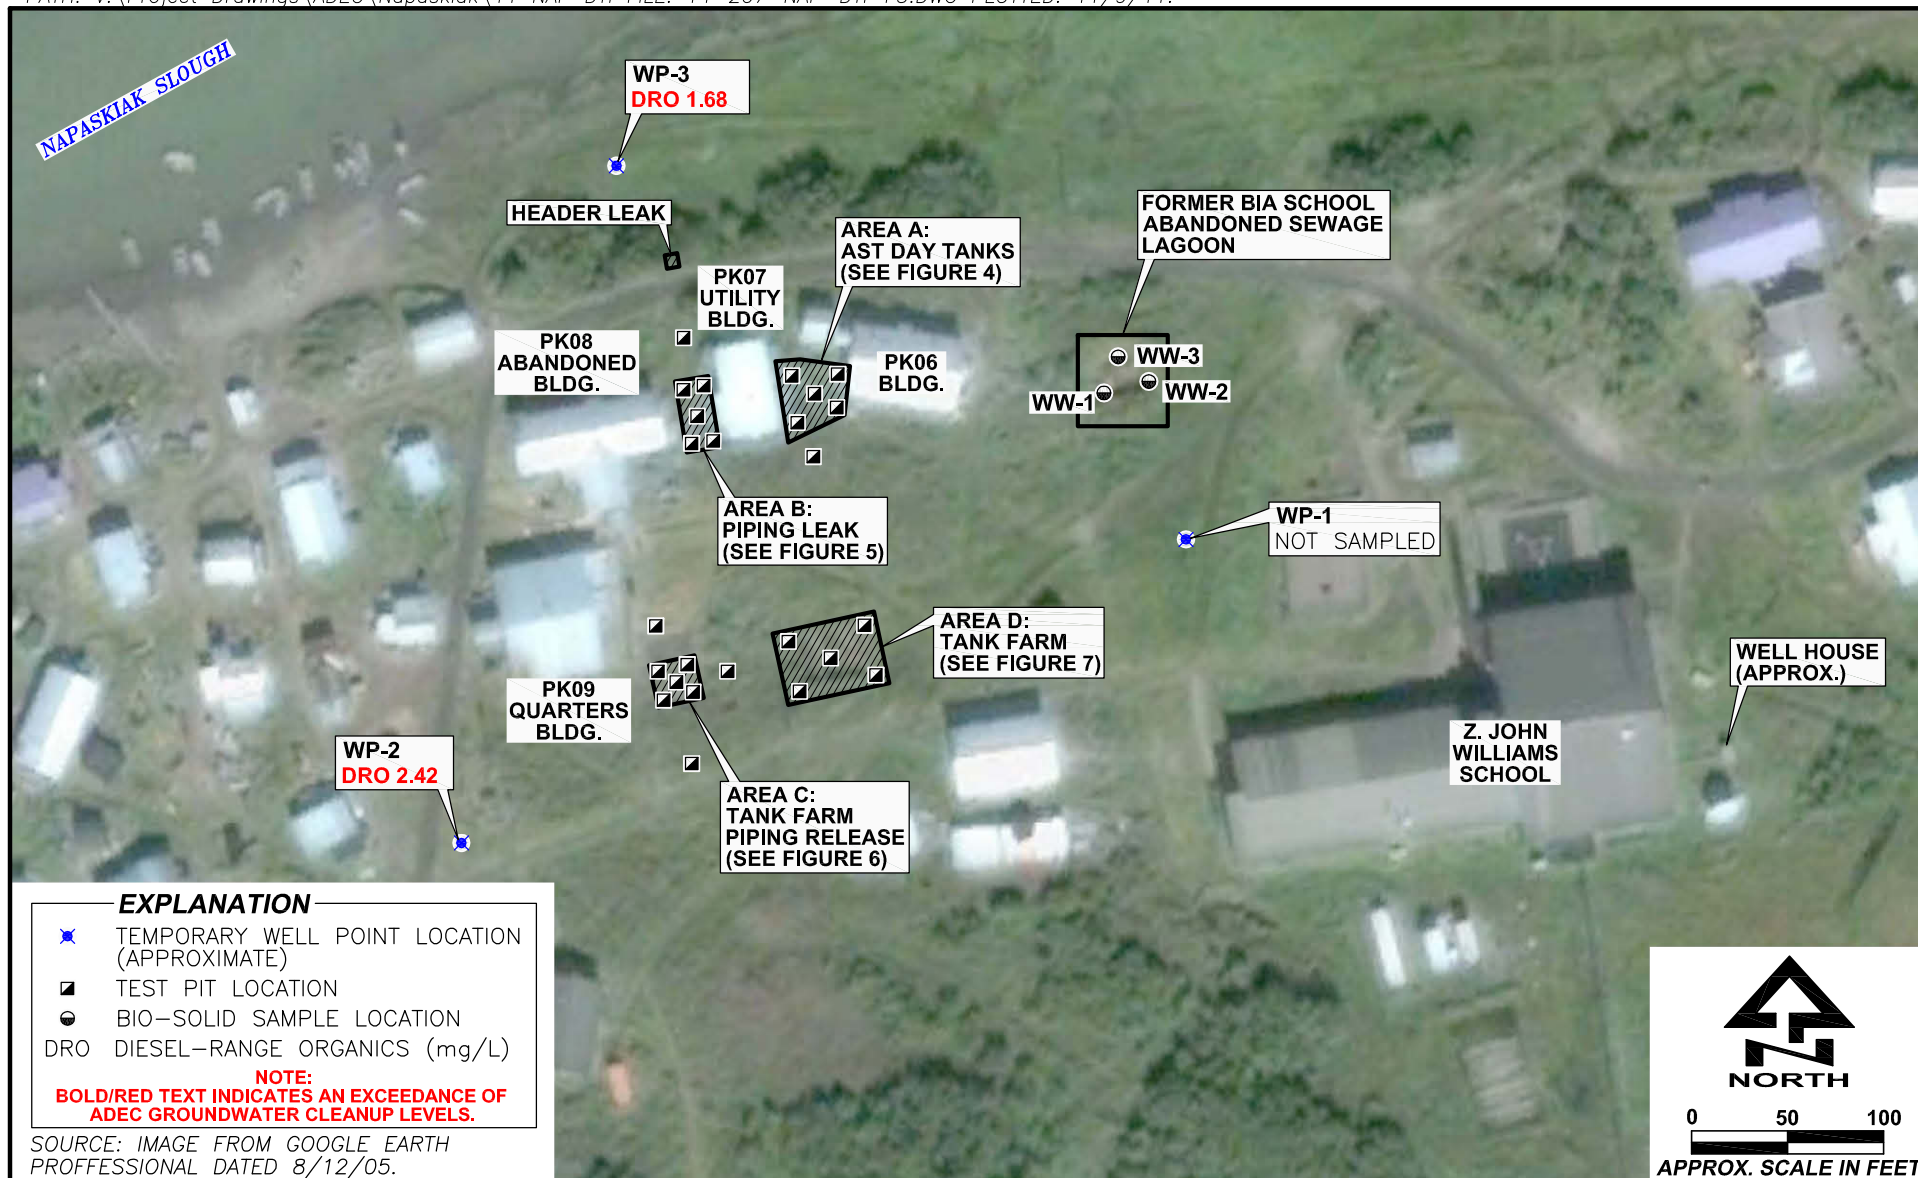 NAPASKIAK SLOUGH
WP-3
DRO 1.68
HEADER LEAK
AREA A:
AST DAY TANKS
(SEE FIGURE 4)
FORMER BIA SCHOOL
ABANDONED SEWAGE
LAGOON
PK07
UTILITY
BLDG.
PK08
ABANDONED
BLDG.
PK06
BLDG.
WW-3
WW-2
WW-1
AREA B:
PIPING LEAK
(SEE FIGURE 5)
WP-1
NOT SAMPLED
AREA D:
TANK FARM
(SEE FIGURE 7)
WELL HOUSE
(APPROX.)
PK09
QUARTERS
BLDG.
Z. JOHN
WILLIAMS
SCHOOL
WP-2
DRO 2.42
AREA C:
TANK FARM
PIPING RELEASE
(SEE FIGURE 6)
EXPLANATION
TEMPORARY WELL POINT LOCATION
(APPROXIMATE)
TEST PIT LOCATION
BIO-SOLID SAMPLE LOCATION
DRO DIESEL-RANGE ORGANICS (mg/L)
NOTE:
BOLD/RED TEXT INDICATES AN EXCEEDANCE OF
ADEC GROUNDWATER CLEANUP LEVELS.
SOURCE: IMAGE FROM GOOGLE EARTH
PROFFESSIONAL DATED 8/12/05.
NORTH
0 50 100
APPROX. SCALE IN FEET